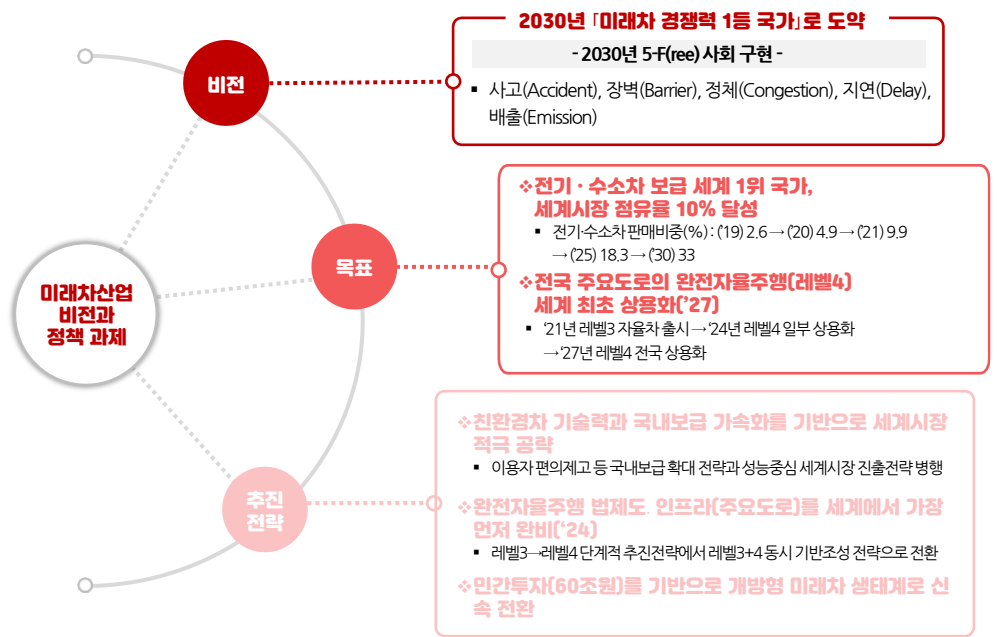 2030년 「미래차 경쟁력 1등 국가」로 도약
- 2030년 5-F(ree) 사회 구현 -
▪ 사고(Accident), 장벽(Barrier), 정체(Congestion), 지연(Delay),
배출(Emission)
비전
❖전기 · 수소차 보급 세계 1위 국가,
세계시장 점유율 10% 달성
▪ 전기·수소차 판매비중(%) : (’19) 2.6 → (’20) 4.9 → (’21) 9.9
→ (’25) 18.3 → (’30) 33
❖전국 주요도로의 완전자율주행(레벨4)
세계 최초 상용화(’27)
▪ ‘21년 레벨3 자율차 출시 → ‘24년 레벨4 일부 상용화
→ ‘27년 레벨4 전국 상용화
목표
미래차산업
비전과
정책 과제
❖친환경차 기술력과 국내보급 가속화를 기반으로 세계시장
적극 공략
▪ 이용자 편의제고 등 국내보급 확대 전략과 성능중심 세계시장 진출전략 병행
❖완전자율주행 법제도. 인프라(주요도로)를 세계에서 가장
먼저 완비(‘24)
▪ 레벨3→레벨4 단계적 추진전략에서 레벨3+4 동시 기반조성 전략으로 전환
❖민간투자(60조원)를 기반으로 개방형 미래차 생태계로 신
속 전환
추진
전략